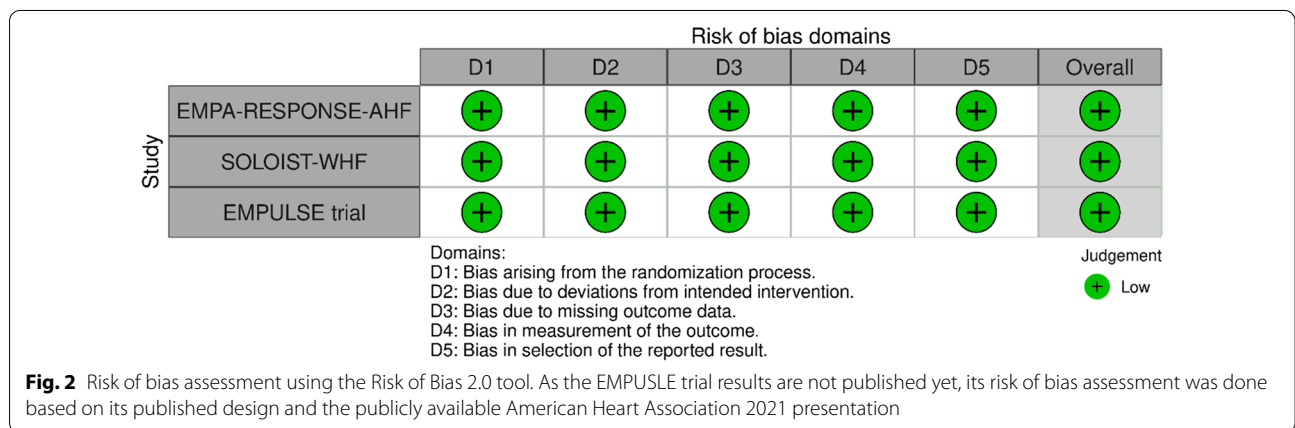 Risk of bias domains
D1 D2 D3 D4 D5 Overall
Study
EMPA-RESPONSE-AHF + + + + + +
SOLOIST-WHF + + + + + +
EMPULSE trial + + + + + +
Domains:
D1: Bias arising from the randomization process.
D2: Bias due to deviations from intended intervention.
D3: Bias due to missing outcome data.
D4: Bias in measurement of the outcome.
D5: Bias in selection of the reported result.
Judgement
+ Low
Fig. 2 Risk of bias assessment using the Risk of Bias 2.0 tool. As the EMPUSLE trial results are not published yet, its risk of bias assessment was done
based on its published design and the publicly available American Heart Association 2021 presentation